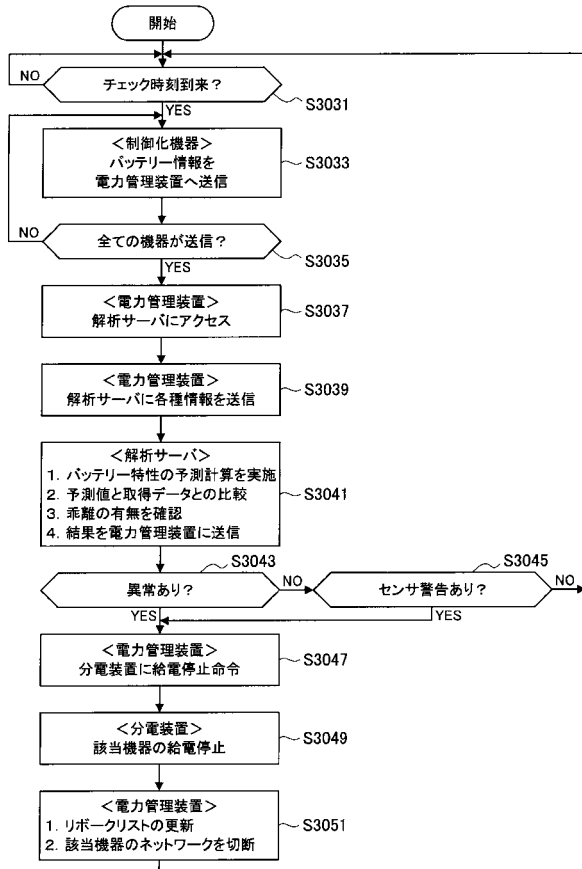 開始
NO
チェック時刻到来?
S3031
YES
<制御化機器>
バッテリー情報を
電力管理装置へ送信
S3033
NO
全ての機器が送信?
S3035
YES
<電力管理装置>
解析サーバにアクセス
S3037
<電力管理装置>
解析サーバに各種情報を送信
S3039
<解析サーバ>
1. バッテリー特性の予測計算を実施
2. 予測値と取得データとの比較
3. 乖離の有無を確認
4. 結果を電力管理装置に送信
S3041
S3043
異常あり?
NO
S3045
センサ警告あり?
NO
YES
YES
<電力管理装置>
分電装置に給電停止命令
S3047
<分電装置>
該当機器の給電停止
S3049
<電力管理装置>
1. リボークリストの更新
2. 該当機器のネットワークを切断
S3051